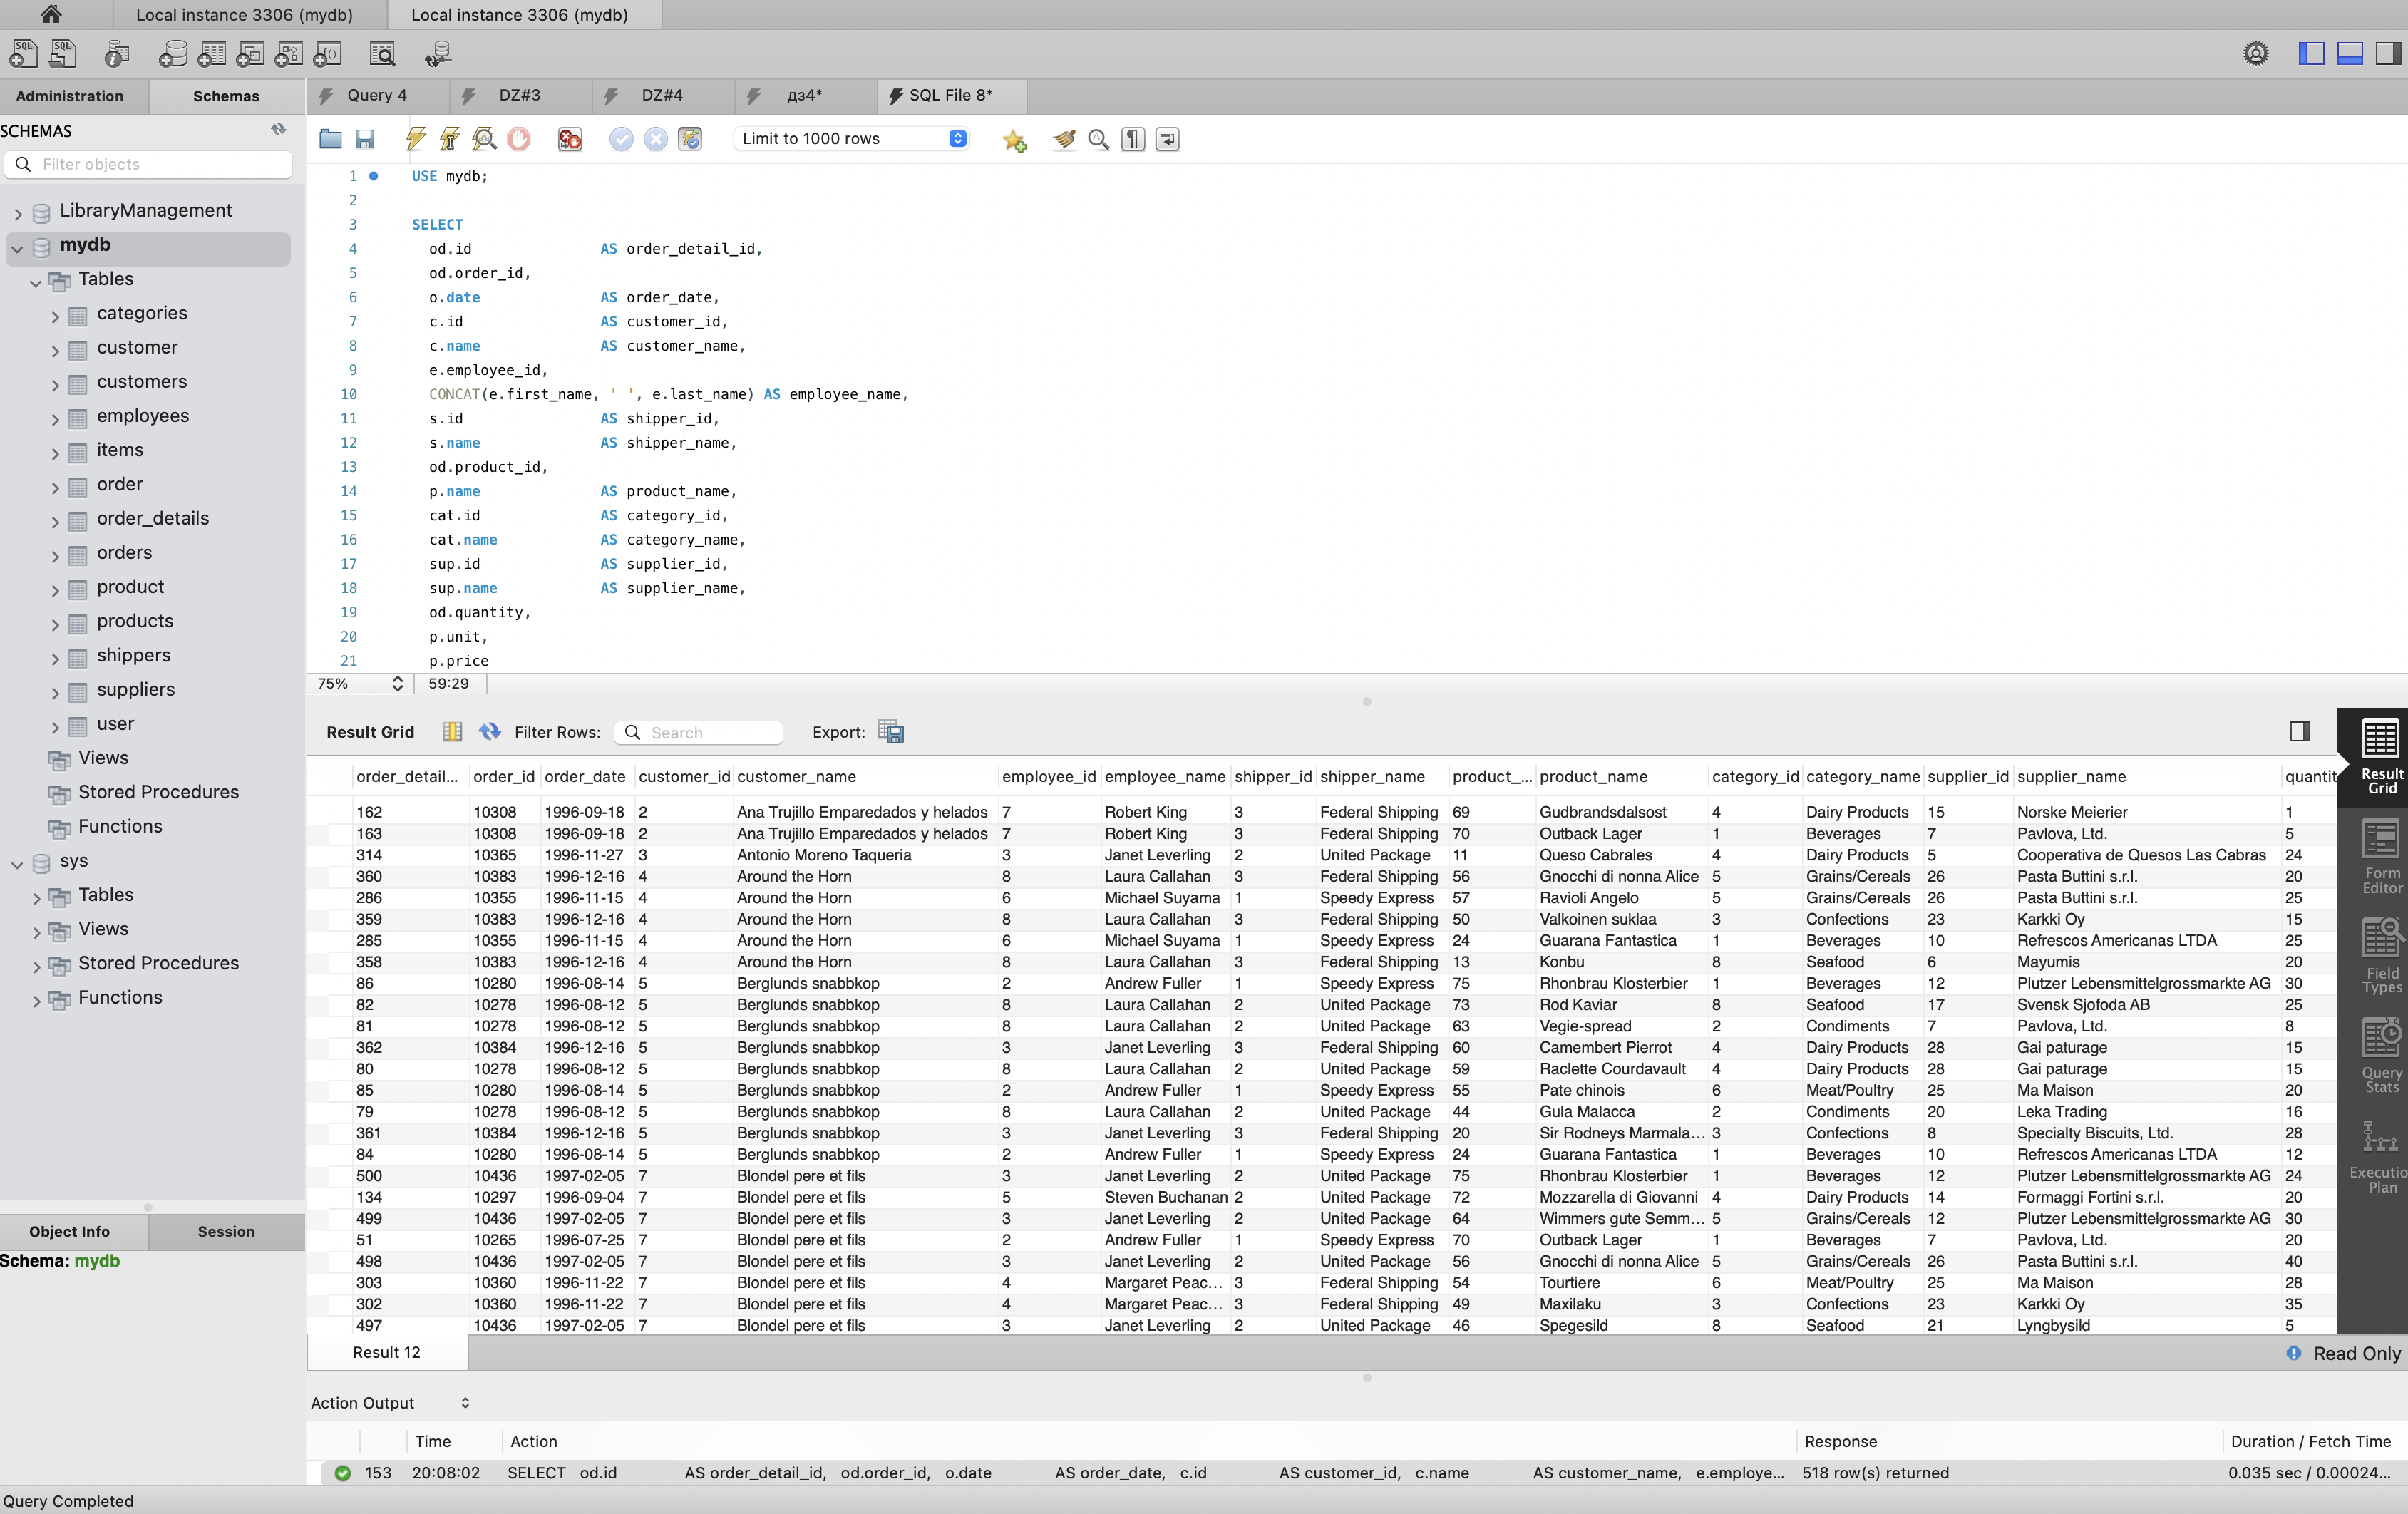 Local instance 3306 (mydb) Local instance 3306 (mydb)
Administration Schemas Query 4 DZ#3 DZ#4 дз4* SQL File 8*
SCHEMAS
Filter objects
Limit to 1000 rows
LibraryManagement
mydb
Tables
categories
customer
customers
employees
items
order
order_details
orders
product
products
shippers
suppliers
user
Views
Stored Procedures
Functions
sys
Tables
Views
Stored Procedures
Functions
Object Info Session
Schema: mydb
1 USE mydb;
2
3 SELECT
4 od.id AS order_detail_id,
5 od.order_id,
6 o.date AS order_date,
7 c.id AS customer_id,
8 c.name AS customer_name,
9 e.employee_id,
10 CONCAT(e.first_name, ' ', e.last_name) AS employee_name,
11 s.id AS shipper_id,
12 s.name AS shipper_name,
13 od.product_id,
14 p.name AS product_name,
15 cat.id AS category_id,
16 cat.name AS category_name,
17 sup.id AS supplier_id,
18 sup.name AS supplier_name,
19 od.quantity,
20 p.unit,
21 p.price
75% 59:29
Result Grid Filter Rows: Search Export:
order_detail... order_id order_date customer_id customer_name employee_id employee_name shipper_id shipper_name product_... product_name category_id category_name supplier_id supplier_name quantit
162 10308 1996-09-18 2 Ana Trujillo Emparedados y helados 7 Robert King 3 Federal Shipping 69 Gudbrandsdalsost 4 Dairy Products 15 Norske Meierier 1
163 10308 1996-09-18 2 Ana Trujillo Emparedados y helados 7 Robert King 3 Federal Shipping 70 Outback Lager 1 Beverages 7 Pavlova, Ltd. 5
314 10365 1996-11-27 3 Antonio Moreno Taqueria 3 Janet Leverling 2 United Package 11 Queso Cabrales 4 Dairy Products 5 Cooperativa de Quesos Las Cabras 24
360 10383 1996-12-16 4 Around the Horn 8 Laura Callahan 3 Federal Shipping 56 Gnocchi di nonna Alice 5 Grains/Cereals 26 Pasta Buttini s.r.l. 20
286 10355 1996-11-15 4 Around the Horn 6 Michael Suyama 1 Speedy Express 57 Ravioli Angelo 5 Grains/Cereals 26 Pasta Buttini s.r.l. 25
359 10383 1996-12-16 4 Around the Horn 8 Laura Callahan 3 Federal Shipping 50 Valkoinen suklaa 3 Confections 23 Karkki Oy 15
285 10355 1996-11-15 4 Around the Horn 6 Michael Suyama 1 Speedy Express 24 Guarana Fantastica 1 Beverages 10 Refrescos Americanas LTDA 25
358 10383 1996-12-16 4 Around the Horn 8 Laura Callahan 3 Federal Shipping 13 Konbu 8 Seafood 6 Mayumis 20
86 10280 1996-08-14 5 Berglunds snabbkop 2 Andrew Fuller 1 Speedy Express 75 Rhonbrau Klosterbier 1 Beverages 12 Plutzer Lebensmittelgrossmarkte AG 30
82 10278 1996-08-12 5 Berglunds snabbkop 8 Laura Callahan 2 United Package 73 Rod Kaviar 8 Seafood 17 Svensk Sjofoda AB 25
81 10278 1996-08-12 5 Berglunds snabbkop 8 Laura Callahan 2 United Package 63 Vegie-spread 2 Condiments 7 Pavlova, Ltd. 8
362 10384 1996-12-16 5 Berglunds snabbkop 3 Janet Leverling 3 Federal Shipping 60 Camembert Pierrot 4 Dairy Products 28 Gai paturage 15
80 10278 1996-08-12 5 Berglunds snabbkop 8 Laura Callahan 2 United Package 59 Raclette Courdavault 4 Dairy Products 28 Gai paturage 15
85 10280 1996-08-14 5 Berglunds snabbkop 2 Andrew Fuller 1 Speedy Express 55 Pate chinois 6 Meat/Poultry 25 Ma Maison 20
79 10278 1996-08-12 5 Berglunds snabbkop 8 Laura Callahan 2 United Package 44 Gula Malacca 2 Condiments 20 Leka Trading 16
361 10384 1996-12-16 5 Berglunds snabbkop 3 Janet Leverling 3 Federal Shipping 20 Sir Rodneys Marmala... 3 Confections 8 Specialty Biscuits, Ltd. 28
84 10280 1996-08-14 5 Berglunds snabbkop 2 Andrew Fuller 1 Speedy Express 24 Guarana Fantastica 1 Beverages 10 Refrescos Americanas LTDA 12
500 10436 1997-02-05 7 Blondel pere et fils 3 Janet Leverling 2 United Package 75 Rhonbrau Klosterbier 1 Beverages 12 Plutzer Lebensmittelgrossmarkte AG 24
134 10297 1996-09-04 7 Blondel pere et fils 5 Steven Buchanan 2 United Package 72 Mozzarella di Giovanni 4 Dairy Products 14 Formaggi Fortini s.r.l. 20
499 10436 1997-02-05 7 Blondel pere et fils 3 Janet Leverling 2 United Package 64 Wimmers gute Semm... 5 Grains/Cereals 12 Plutzer Lebensmittelgrossmarkte AG 30
51 10265 1996-07-25 7 Blondel pere et fils 2 Andrew Fuller 1 Speedy Express 70 Outback Lager 1 Beverages 7 Pavlova, Ltd. 20
498 10436 1997-02-05 7 Blondel pere et fils 3 Janet Leverling 2 United Package 56 Gnocchi di nonna Alice 5 Grains/Cereals 26 Pasta Buttini s.r.l. 40
303 10360 1996-11-22 7 Blondel pere et fils 4 Margaret Peac... 3 Federal Shipping 54 Tourtiere 6 Meat/Poultry 25 Ma Maison 28
302 10360 1996-11-22 7 Blondel pere et fils 4 Margaret Peac... 3 Federal Shipping 49 Maxilaku 3 Confections 23 Karkki Oy 35
497 10436 1997-02-05 7 Blondel pere et fils 3 Janet Leverling 2 United Package 46 Spegesild 8 Seafood 21 Lyngbysild 5
Result
Grid
Form
Editor
Field
Types
Query
Stats
Executio
Plan
Result 12 Read Only
Action Output
Time Action Response Duration / Fetch Time
153 20:08:02 SELECT od.id AS order_detail_id, od.order_id, o.date AS order_date, c.id AS customer_id, c.name AS customer_name, e.employe... 518 row(s) returned 0.035 sec / 0.00024...
Query Completed